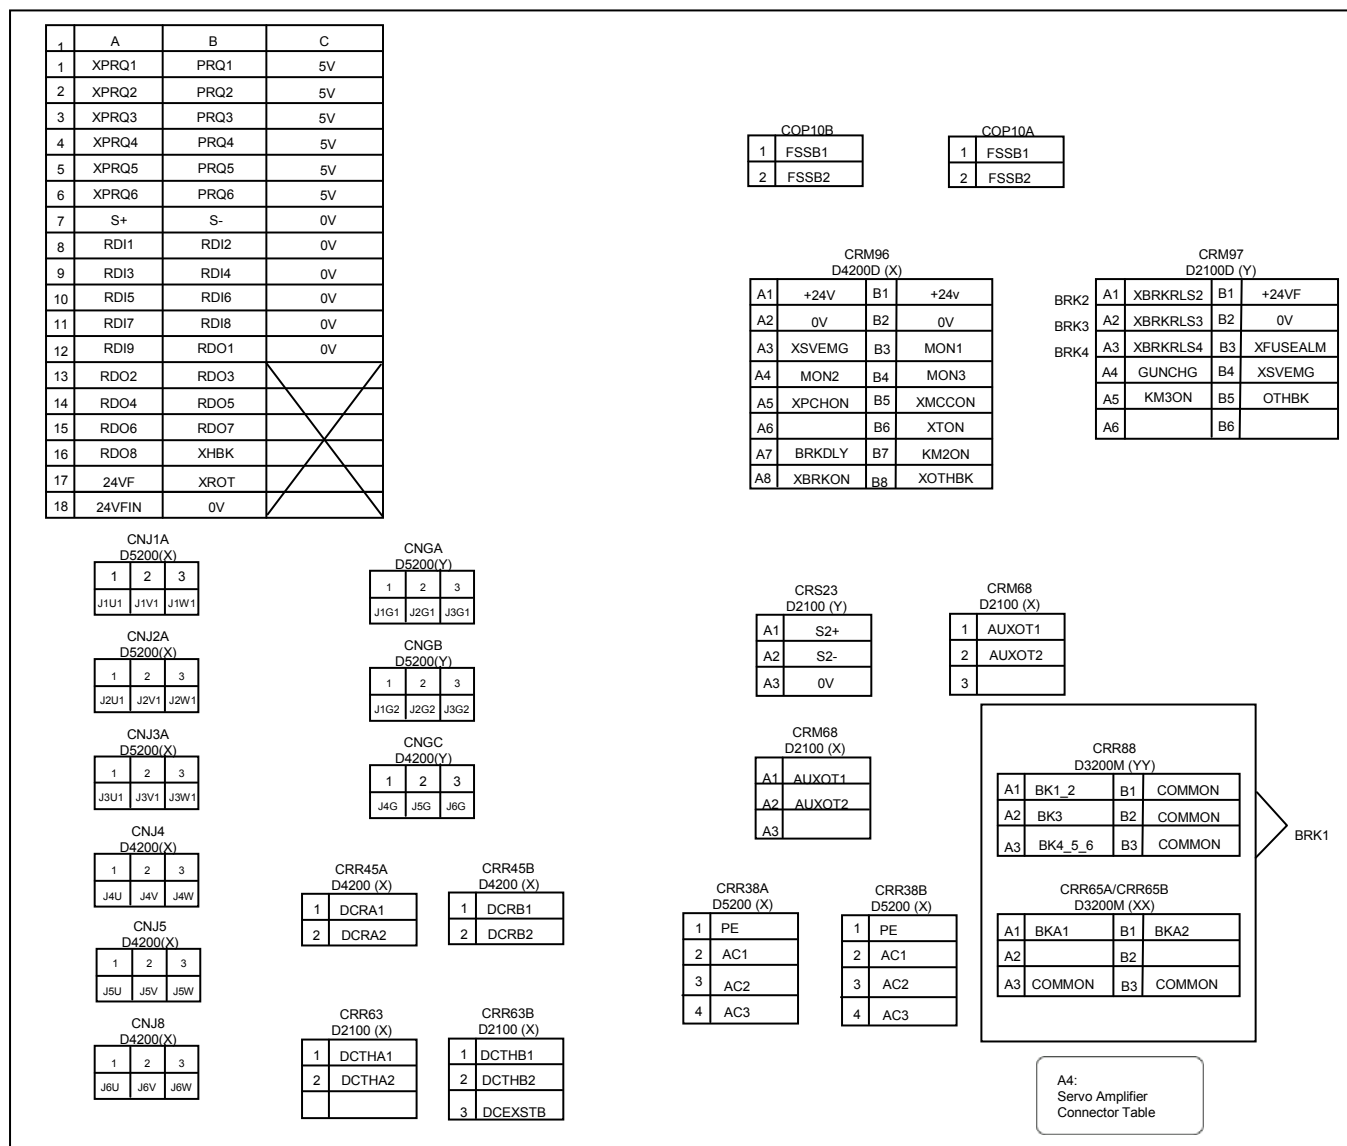 1 A B C
1 XPRQ1 PRQ1 5V
2 XPRQ2 PRQ2 5V
3 XPRQ3 PRQ3 5V
4 XPRQ4 PRQ4 5V
5 XPRQ5 PRQ5 5V
6 XPRQ6 PRQ6 5V
7 S+ S- 0V
8 RDI1 RDI2 0V
9 RDI3 RDI4 0V
10 RDI5 RDI6 0V
11 RDI7 RDI8 0V
12 RDI9 RDO1 0V
13 RDO2 RDO3
14 RDO4 RDO5
15 RDO6 RDO7
16 RDO8 XHBK
17 24VF XROT
18 24VFIN 0V
COP10B
1 FSSB1
2 FSSB2
COP10A
1 FSSB1
2 FSSB2
CRM96
D4200D (X)
A1 +24V B1 +24v
A2 0V B2 0V
A3 XSVEMG B3 MON1
A4 MON2 B4 MON3
A5 XPCHON B5 XMCCON
A6 B6 XTON
A7 BRKDLY B7 KM2ON
A8 XBRKON B8 XOTHBK
CRM97
D2100D (Y)
BRK2 A1 XBRKRLS2 B1 +24VF
BRK3 A2 XBRKRLS3 B2 0V
BRK4 A3 XBRKRLS4 B3 XFUSEALM
A4 GUNCHG B4 XSVEMG
A5 KM3ON B5 OTHBK
A6 B6
CNJ1A
D5200(X)
1 2 3
J1U1 J1V1 J1W1
CNJ2A
D5200(X)
1 2 3
J2U1 J2V1 J2W1
CNJ3A
D5200(X)
1 2 3
J3U1 J3V1 J3W1
CNJ4
D4200(X)
1 2 3
J4U J4V J4W
CNJ5
D4200(X)
1 2 3
J5U J5V J5W
CNJ8
D4200(X)
1 2 3
J6U J6V J6W
CNGA
D5200(Y)
1 2 3
J1G1 J2G1 J3G1
CNGB
D5200(Y)
1 2 3
J1G2 J2G2 J3G2
CNGC
D4200(Y)
1 2 3
J4G J5G J6G
CRR45A
D4200 (X)
1 DCRA1
2 DCRA2
CRR45B
D4200 (X)
1 DCRB1
2 DCRB2
CRR63
D2100 (X)
1 DCTHA1
2 DCTHA2
CRR63B
D2100 (X)
1 DCTHB1
2 DCTHB2
3 DCEXSTB
CRS23
D2100 (Y)
A1 S2+
A2 S2-
A3 0V
CRM68
D2100 (X)
1 AUXOT1
2 AUXOT2
3
CRM68
D2100 (X)
A1 AUXOT1
A2 AUXOT2
A3
CRR38A
D5200 (X)
1 PE
2 AC1
3 AC2
4 AC3
CRR38B
D5200 (X)
1 PE
2 AC1
3 AC2
4 AC3
CRR88
D3200M (YY)
A1 BK1_2 B1 COMMON
A2 BK3 B2 COMMON
A3 BK4_5_6 B3 COMMON
BRK1
CRR65A/CRR65B
D3200M (XX)
A1 BKA1 B1 BKA2
A2 B2
A3 COMMON B3 COMMON
A4:
Servo Amplifier
Connector Table